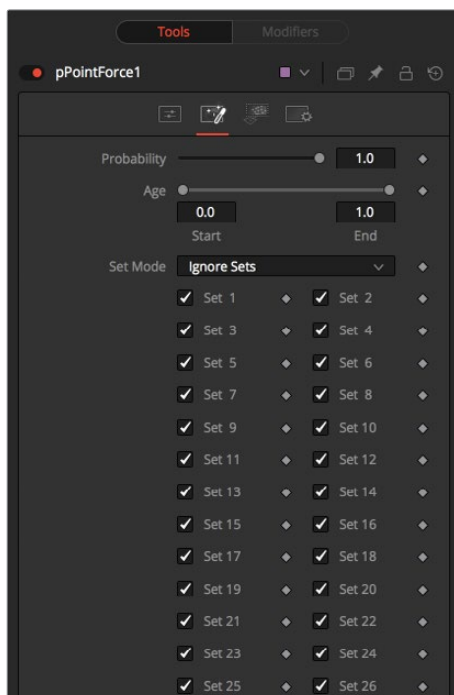 Tools Modifiers
pPointForce1
Probability 1.0
Age
0.0 1.0
Start End
Set Mode Ignore Sets
Set 1 Set 2
Set 3 Set 4
Set 5 Set 6
Set 7 Set 8
Set 9 Set 10
Set 11 Set 12
Set 13 Set 14
Set 15 Set 16
Set 17 Set 18
Set 19 Set 20
Set 21 Set 22
Set 23 Set 24
Set 25 Set 26